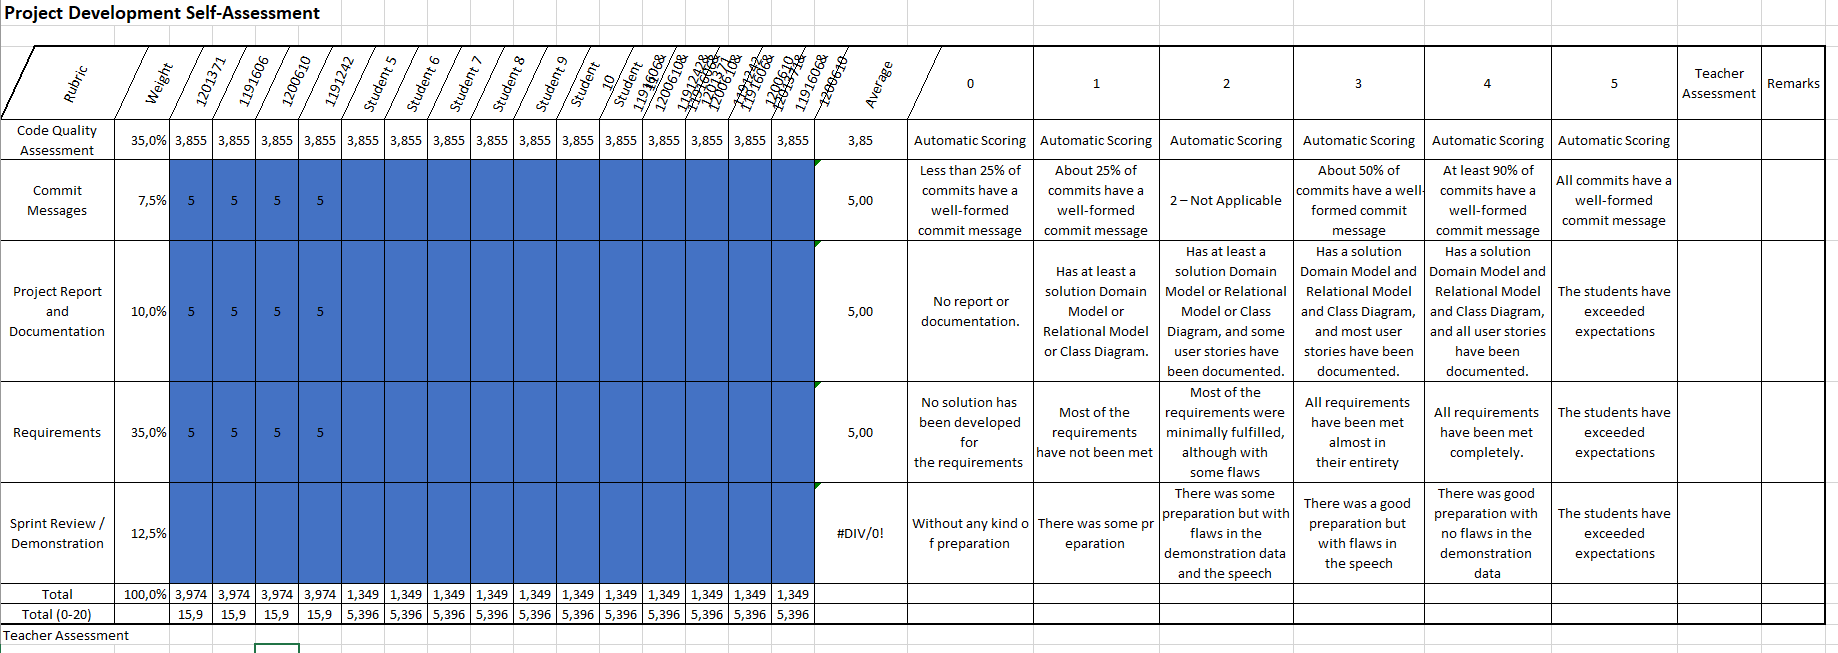 Project Development Self-Assessment
Rubric Weight 1201371 1191606 1200610 1191242 Student 5 Student 6 Student 7 Student 8 Student 9 Student 10 Student Average 0 1 2 3 4 5 Teacher Assessment Remarks
Code Quality Assessment 35,0% 3,855 3,855 3,855 3,855 3,855 3,855 3,855 3,855 3,855 3,855 3,855 3,855 3,855 3,855 3,855 3,85 Automatic Scoring Automatic Scoring Automatic Scoring Automatic Scoring Automatic Scoring Automatic Scoring
Commit Messages 7,5% 5 5 5 5 5,00 Less than 25% of commits have a well-formed commit message About 25% of commits have a well-formed commit message 2 – Not Applicable About 50% of commits have a well-formed commit message At least 90% of commits have a well-formed commit message All commits have a well-formed commit message
Project Report and Documentation 10,0% 5 5 5 5 5,00 No report or documentation. Has at least a solution Domain Model or Relational Model or Class Diagram. Has at least a solution Domain Model or Relational Model or Class Diagram, and some user stories have been documented. Has a solution Domain Model and Relational Model and Class Diagram, and most user stories have been documented. Has a solution Domain Model and Relational Model and Class Diagram, and all user stories have been documented. The students have exceeded expectations
Requirements 35,0% 5 5 5 5 5,00 No solution has been developed for the requirements Most of the requirements have not been met Most of the requirements were minimally fulfilled, although with some flaws All requirements have been met almost in their entirety All requirements have been met completely. The students have exceeded expectations
Sprint Review / Demonstration 12,5% #DIV/0! Without any kind o f preparation There was some pr eparation There was some preparation but with flaws in the demonstration data and the speech There was a good preparation but with flaws in the speech There was good preparation with no flaws in the demonstration data The students have exceeded expectations
Total 100,0% 3,974 3,974 3,974 3,974 1,349 1,349 1,349 1,349 1,349 1,349 1,349 1,349 1,349 1,349 1,349
Total (0-20) 15,9 15,9 15,9 15,9 5,396 5,396 5,396 5,396 5,396 5,396 5,396 5,396 5,396 5,396 5,396
Teacher Assessment